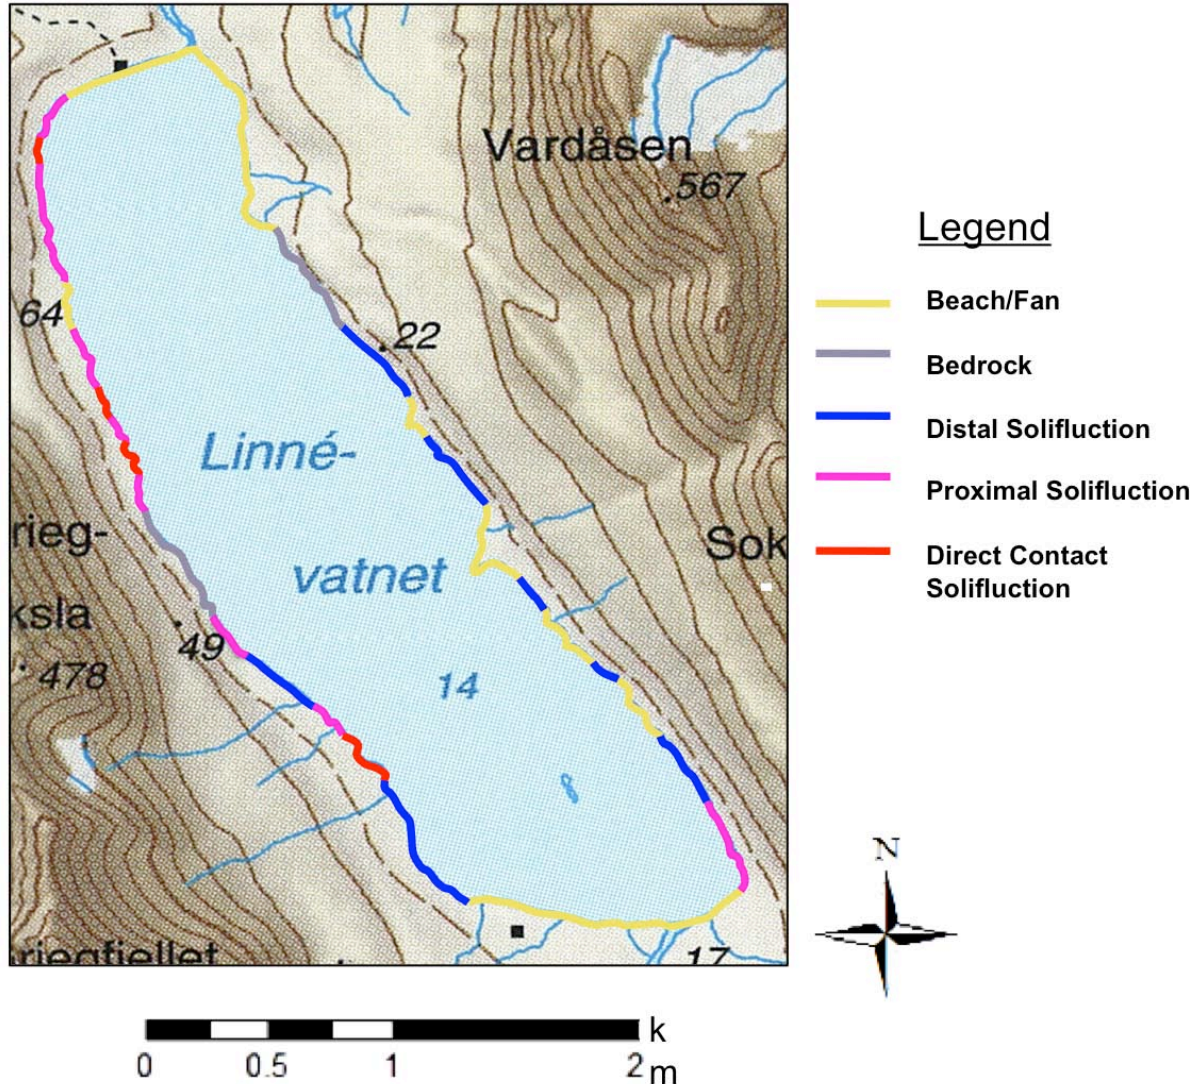 Vardåsen
.567
64
.22
Linné-
rieg-
vatnet
Sok
ksla
49
478
14
17
riegfjellet
Legend
Beach/Fan
Bedrock
Distal Solifluction
Proximal Solifluction
Direct Contact
Solifluction
N
0 0.5 1 2
k
m